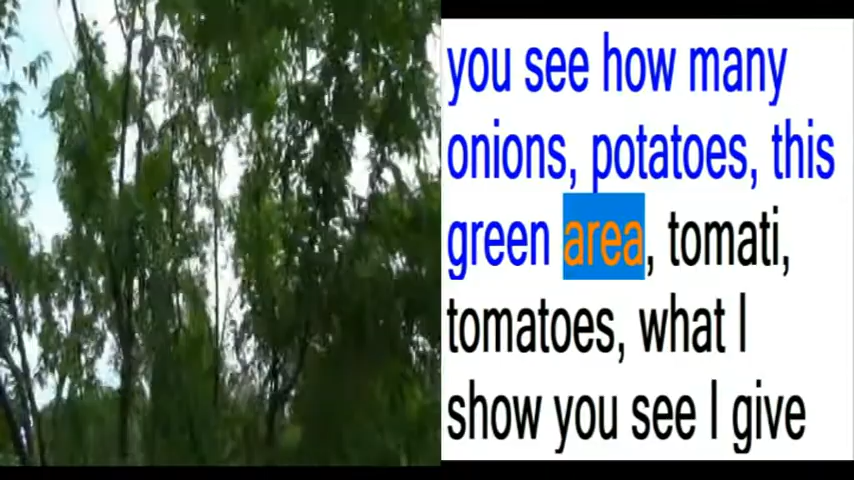 you see how many
onions, potatoes, this
green area, tomati,
tomatoes, what I
show you see I give